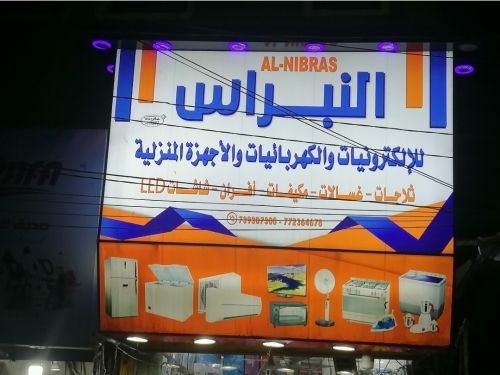 AL-NIBRAS
النبراس
للإلكترونيات والكهربائيات والأجهزة المنزلية
ثلاجات - غسالات - مكيفات - أفران - شاشات LED